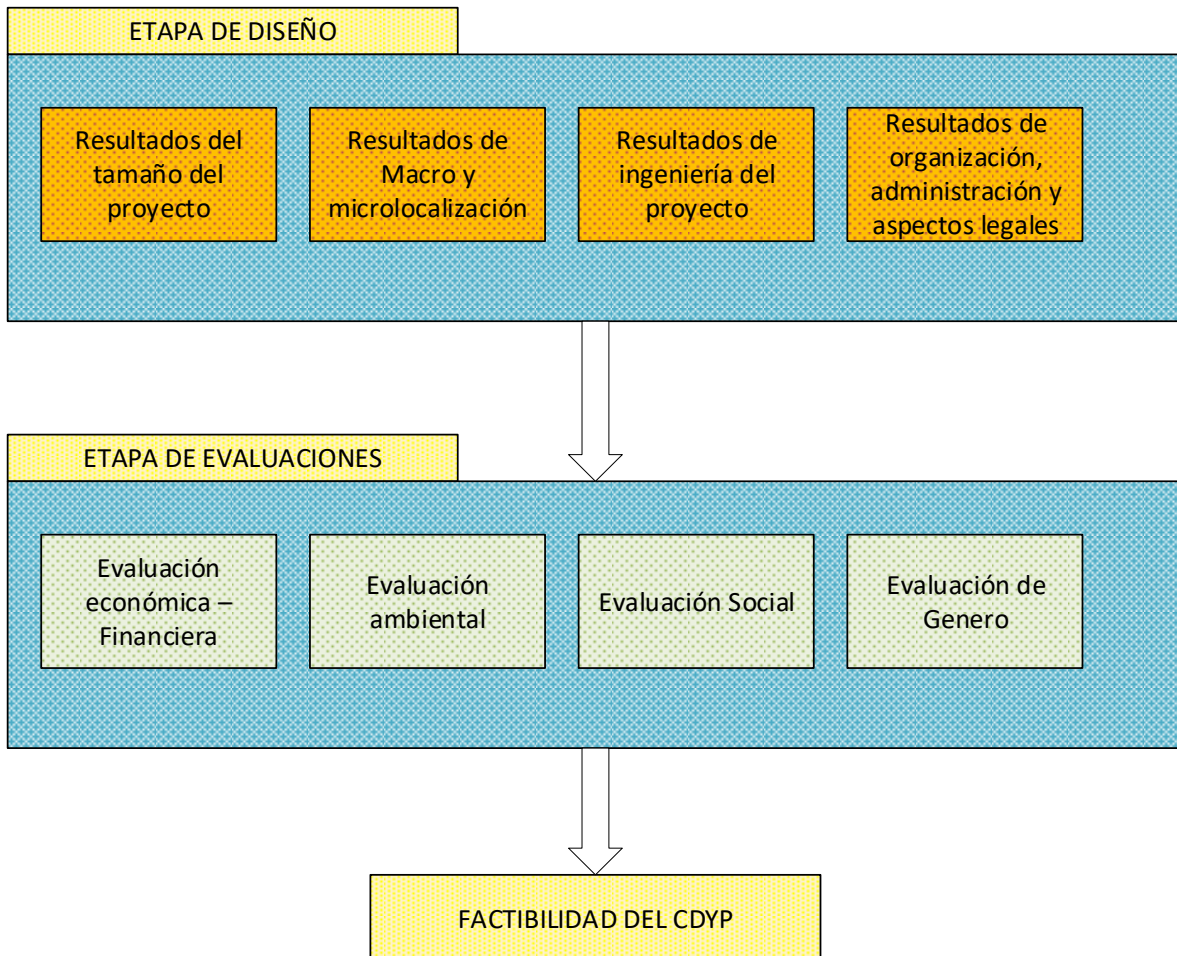 ETAPA DE DISEÑO
Resultados del
tamaño del
proyecto
Resultados de
Macro y
microlocalización
Resultados de
ingeniería del
proyecto
Resultados de
organización,
administración y
aspectos legales
ETAPA DE EVALUACIONES
Evaluación
económica –
Financiera
Evaluación
ambiental
Evaluación Social
Evaluación de
Genero
FACTIBILIDAD DEL CDYP